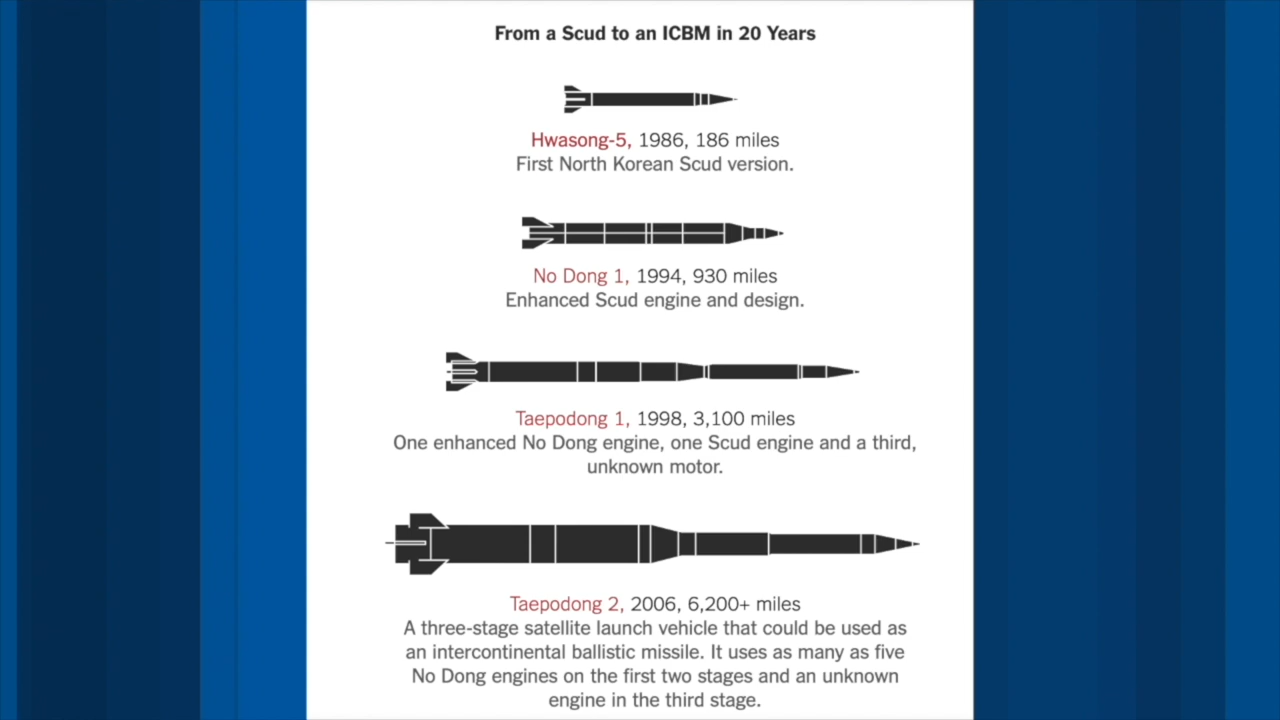 From a Scud to an ICBM in 20 Years
Hwasong-5, 1986, 186 miles
First North Korean Scud version.
No Dong 1, 1994, 930 miles
Enhanced Scud engine and design.
Taepodong 1, 1998, 3,100 miles
One enhanced No Dong engine, one Scud engine and a third,
unknown motor.
Taepodong 2, 2006, 6,200+ miles
A three-stage satellite launch vehicle that could be used as
an intercontinental ballistic missile. It uses as many as five
No Dong engines on the first two stages and an unknown
engine in the third stage.